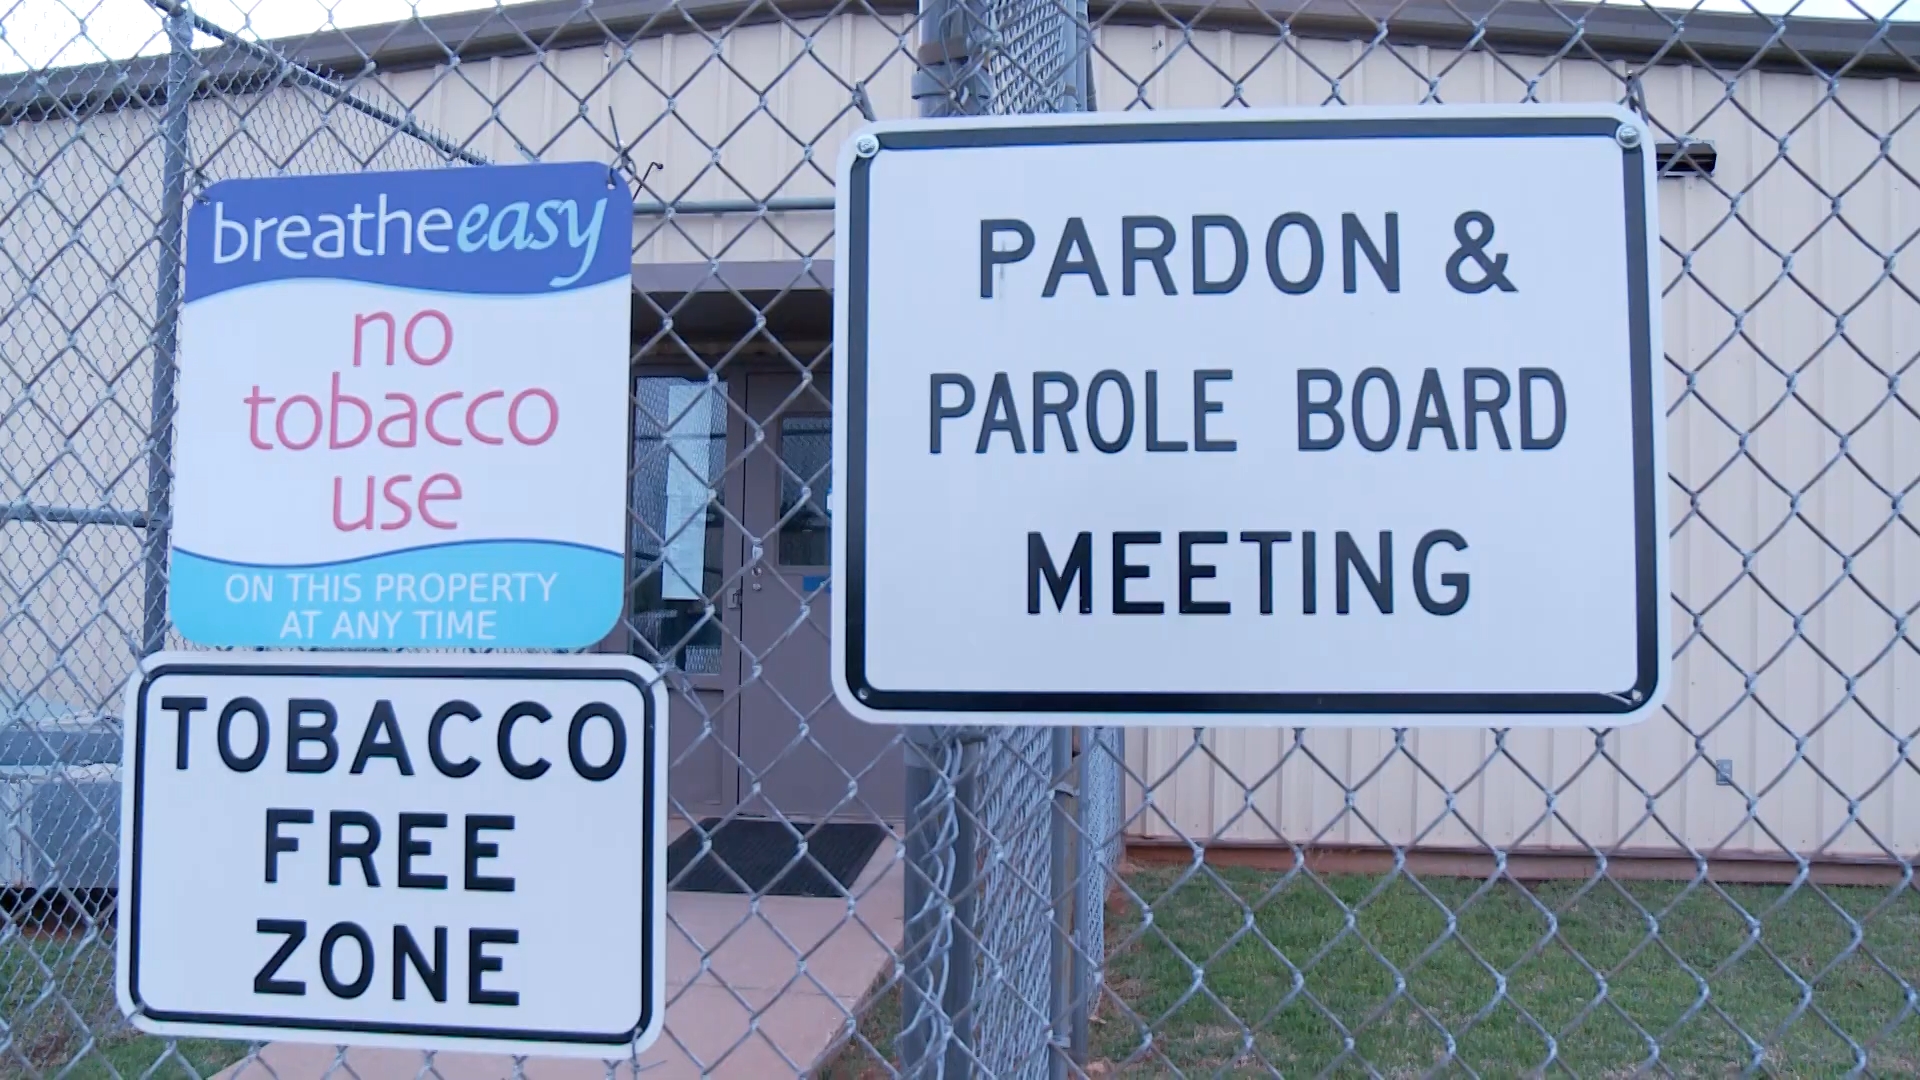 breatheeasy
no
tobacco
use
ON THIS PROPERTY
AT ANY TIME
TOBACCO
FREE
ZONE
PARDON &
PAROLE BOARD
MEETING